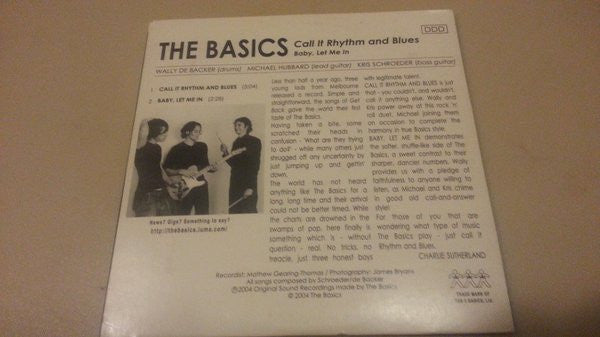 THE BASICS Call It Rhythm and Blues
Baby, Let Me In
DDD
WALLY DE BACKER (drums) MICHAEL HUBBARD (lead guitar) KRIS SCHROEDER (bass guitar)
1. CALL IT RHYTHM AND BLUES (3:04)
2. BABY, LET ME IN (2:26)
News? Gigs? Something to say?
http://thebasics.iuma.com/
Less than half a year ago, three
young lads from Melbourne
released a record. Simple and
straightforward, the songs of Get
Back gave the world their first
taste of The Basics.
Having taken a bite, some
scratched their heads in
confusion - 'What are they trying
to do?' - while many others just
shrugged off any uncertainty by
just jumping up and gettin'
down.
The world has not heard
anything like The Basics for a
long, long time and their arrival
could not be better timed. While
the charts are drowned in the
swamps of pop, here finally is
something which is - without
question - real. No tricks, no
treacle, just three honest boys
with legitimate talent.
CALL IT RHYTHM AND BLUES is just
that - you couldn't, and wouldn't,
call it anything else. Wally and
Kris power away at this rock 'n'
roll duet, Michael joining them
on occasion to complete the
harmony in true Basics style.
BABY, LET ME IN demonstrates
the softer, shuffle-like side of The
Basics, a sweet contrast to their
sharper, dancier numbers. Wally
provides us with a pledge of
faithfulness to anyone willing to
listen, as Michael and Kris chime
in good old call-and-answer
style!
For those of you that are
wondering what type of music
The Basics play - just call it
Rhythm and Blues.
CHARLIE SUTHERLAND
Recordist: Mathew Gearing-Thomas / Photography: James Bryans
All songs composed by Schroeder/de Backer
℗2004 Original Sound Recordings made by The Basics
© 2004 The Basics
TRADE MARK OF